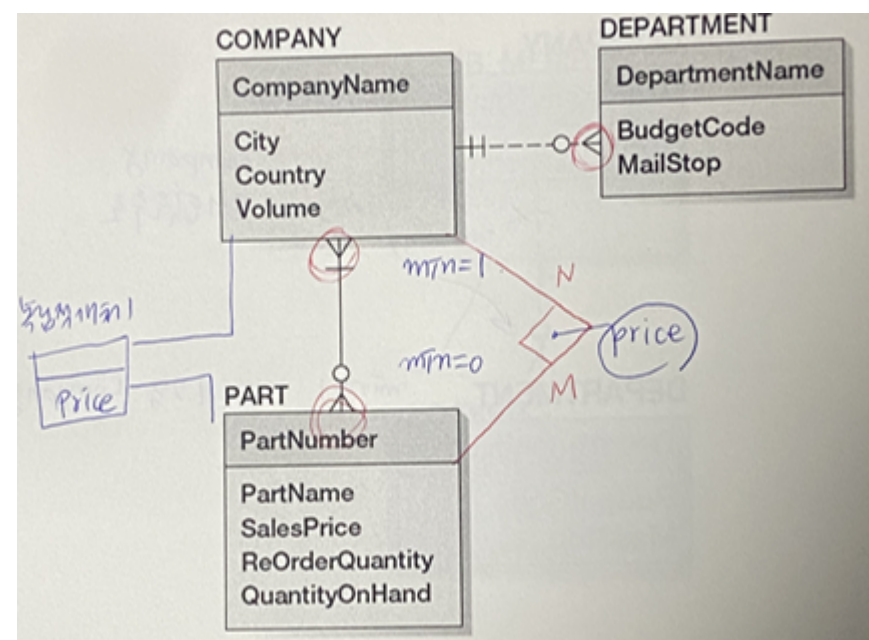 COMPANY
CompanyName
City
Country
Volume
DEPARTMENT
DepartmentName
BudgetCode
MailStop
min=1
N
price
min=0
M
Price
PART
PartNumber
PartName
SalesPrice
ReOrderQuantity
QuantityOnHand